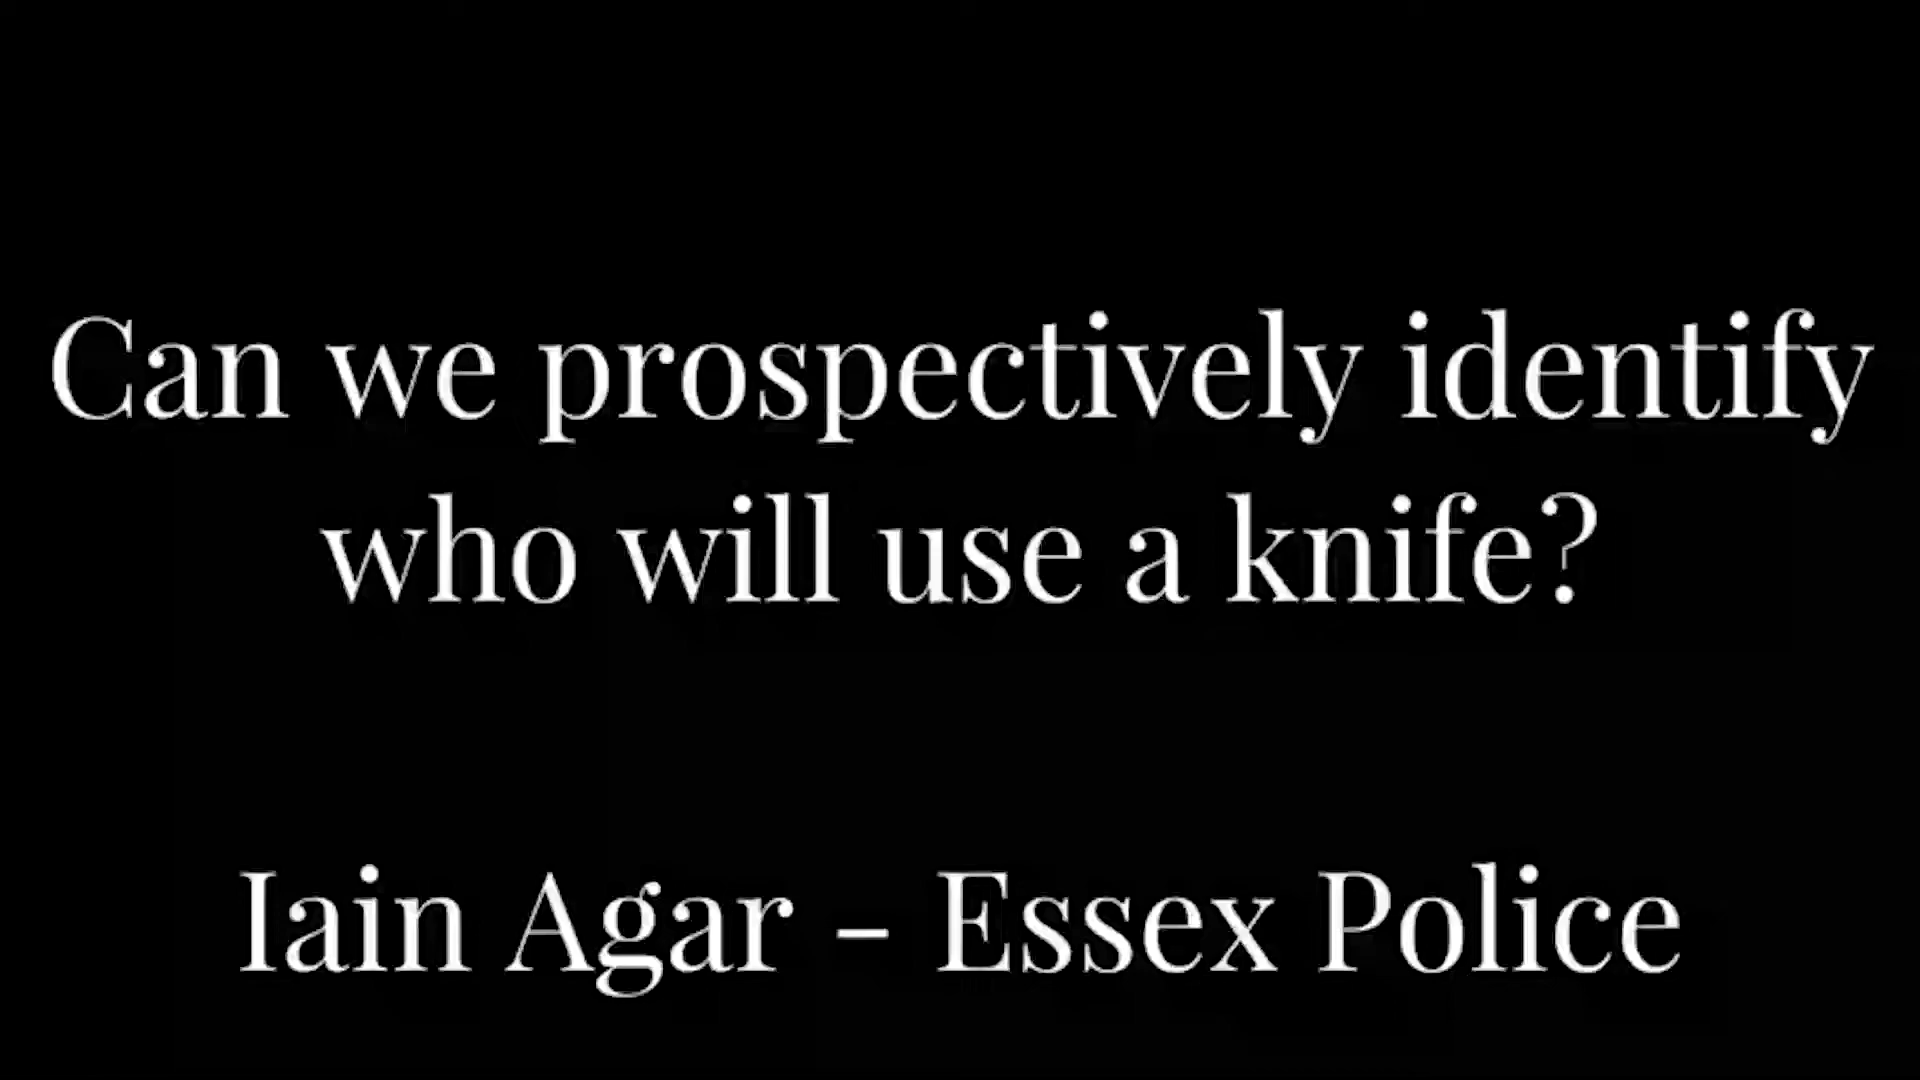 Can we prospectively identify
who will use a knife?
Iain Agar - Essex Police